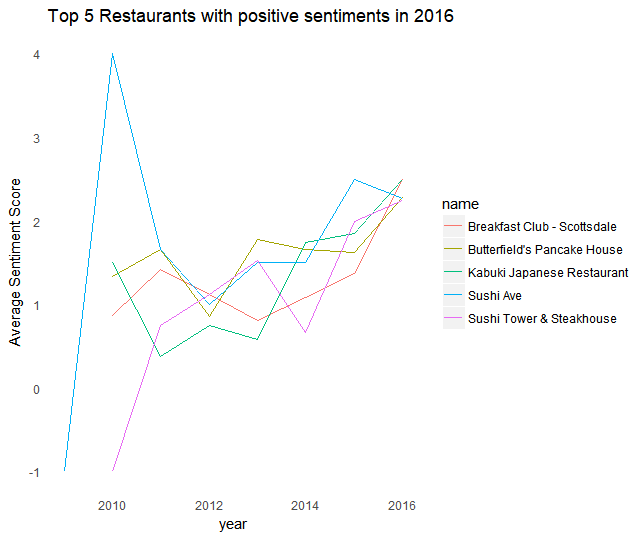 Top 5 Restaurants with positive sentiments in 2016
4
3
2
1
0
-1
Average Sentiment Score
2010 2012 2014 2016
year
name
Breakfast Club - Scottsdale
Butterfield's Pancake House
Kabuki Japanese Restaurant
Sushi Ave
Sushi Tower & Steakhouse